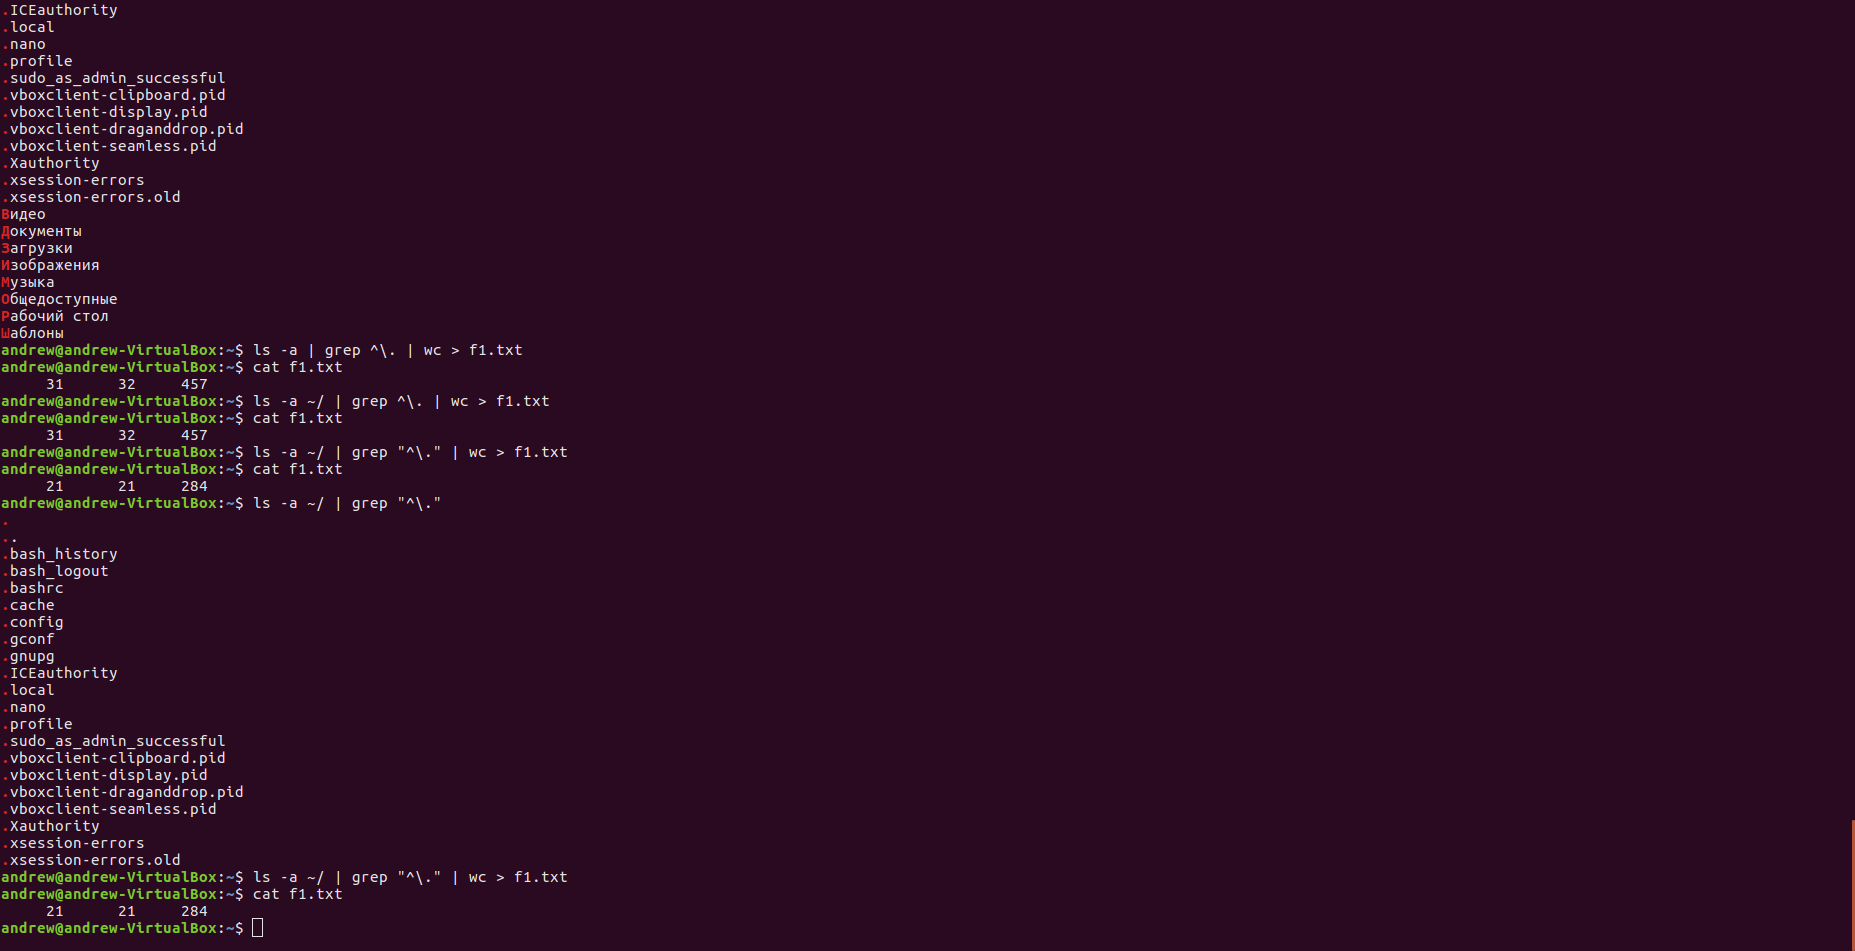 .ICEauthority
.local
.nano
.profile
.sudo_as_admin_successful
.vboxclient-clipboard.pid
.vboxclient-display.pid
.vboxclient-draganddrop.pid
.vboxclient-seamless.pid
.Xauthority
.xsession-errors
.xsession-errors.old
Видео
Документы
Загрузки
Изображения
Музыка
Общедоступные
Рабочий стол
Шаблоны
andrew@andrew-VirtualBox:~$ ls -a | grep ^\. | wc > f1.txt
andrew@andrew-VirtualBox:~$ cat f1.txt
     31      32     457
andrew@andrew-VirtualBox:~$ ls -a ~/ | grep ^\. | wc > f1.txt
andrew@andrew-VirtualBox:~$ cat f1.txt
     31      32     457
andrew@andrew-VirtualBox:~$ ls -a ~/ | grep "^\." | wc > f1.txt
andrew@andrew-VirtualBox:~$ cat f1.txt
     21      21     284
andrew@andrew-VirtualBox:~$ ls -a ~/ | grep "^\."
.
..
.bash_history
.bash_logout
.bashrc
.cache
.config
.gconf
.gnupg
.ICEauthority
.local
.nano
.profile
.sudo_as_admin_successful
.vboxclient-clipboard.pid
.vboxclient-display.pid
.vboxclient-draganddrop.pid
.vboxclient-seamless.pid
.Xauthority
.xsession-errors
.xsession-errors.old
andrew@andrew-VirtualBox:~$ ls -a ~/ | grep "^\." | wc > f1.txt
andrew@andrew-VirtualBox:~$ cat f1.txt
     21      21     284
andrew@andrew-VirtualBox:~$